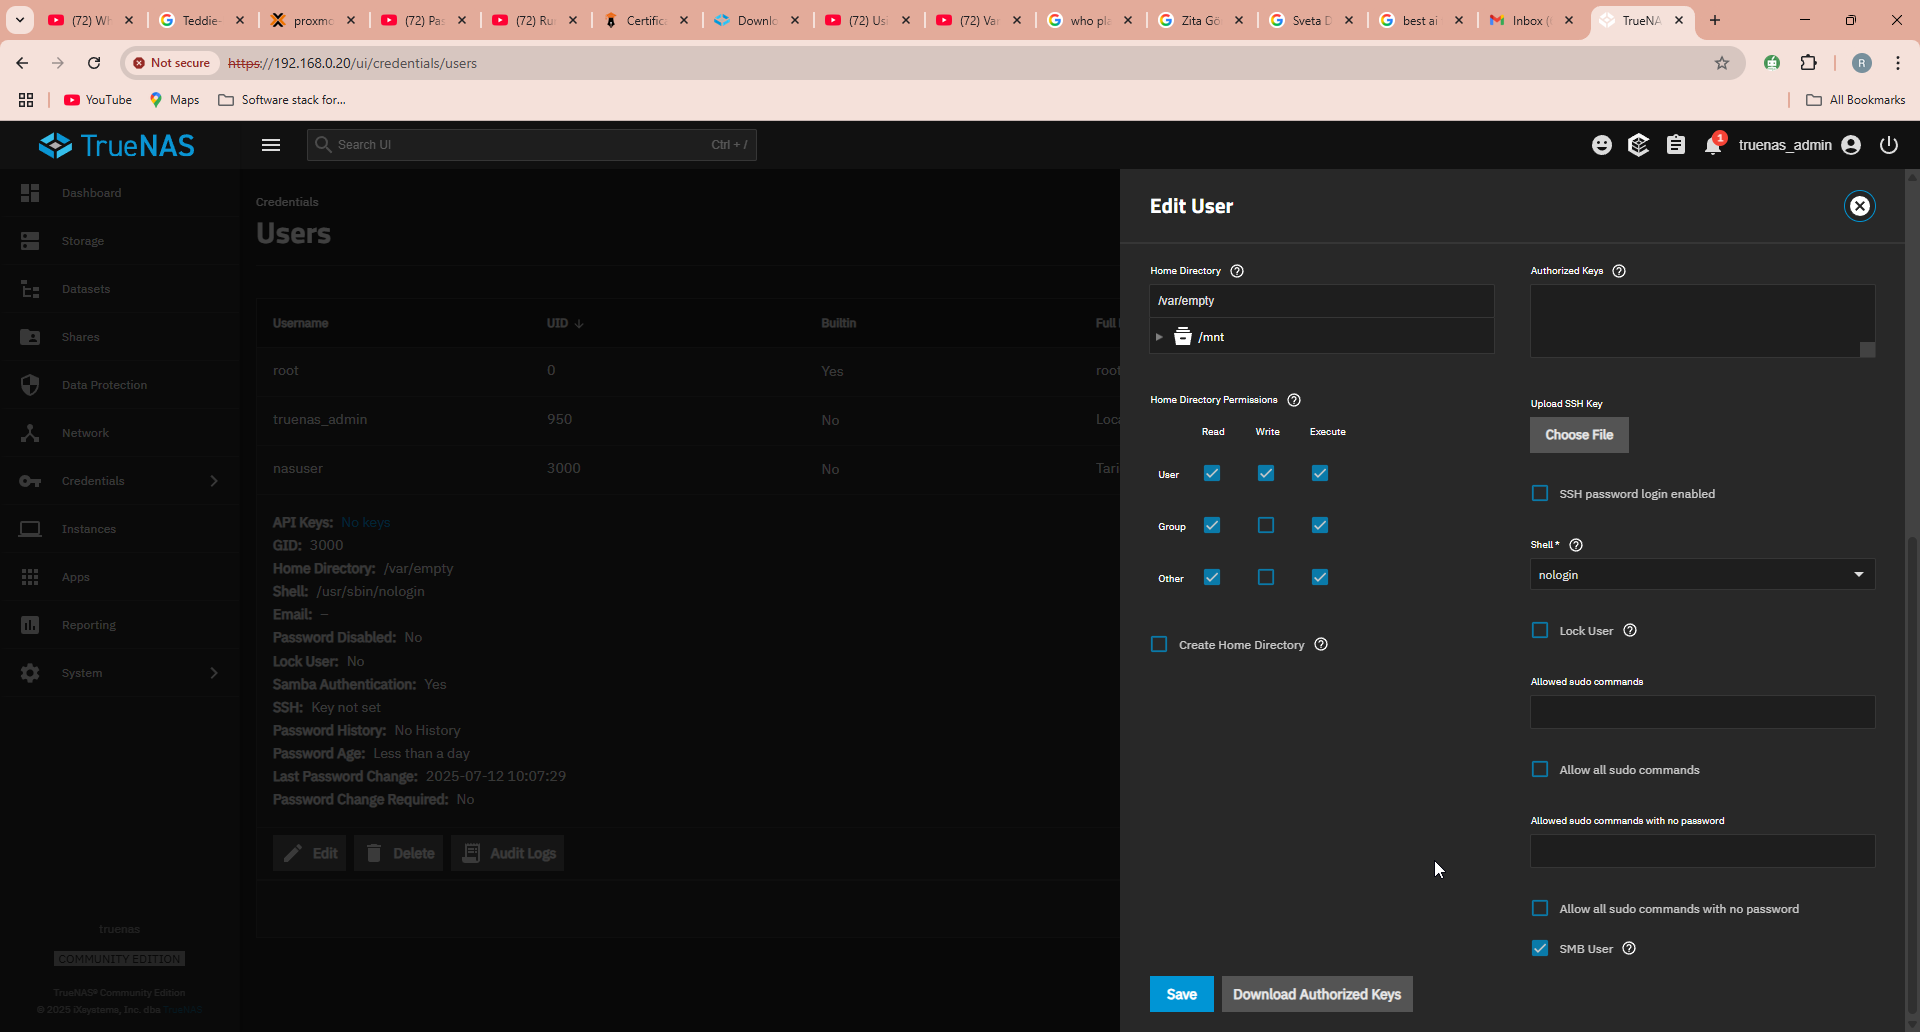 (72) Wh
Teddie-
proxmo
(72) Pas
(72) Ru
Certific
Downlo
(72) Usi
(72) Var
who pla
Zita Gö
Sveta D
best ai
Inbox (
TrueNA
Not secure
https://192.168.0.20/ui/credentials/users
R
YouTube
Maps
Software stack for...
All Bookmarks
TrueNAS
Search UI
Ctrl + /
1
truenas_admin
Dashboard
Storage
Datasets
Shares
Data Protection
Network
Credentials
Instances
Apps
Reporting
System
truenas
COMMUNITY EDITION
TrueNAS® Community Edition
© 2025 iXsystems, Inc. dba TrueNAS
Credentials
Users
Username UID Builtin Full
root 0 Yes root
truenas_admin 950 No Loc
nasuser 3000 No Tari
API Keys: No keys
GID: 3000
Home Directory: /var/empty
Shell: /usr/sbin/nologin
Email: –
Password Disabled: No
Lock User: No
Samba Authentication: Yes
SSH: Key not set
Password History: No History
Password Age: Less than a day
Last Password Change: 2025-07-12 10:07:29
Password Change Required: No
Edit
Delete
Audit Logs
Edit User
Home Directory
/var/empty
/mnt
Home Directory Permissions
Read Write Execute
User
Group
Other
Create Home Directory
Authorized Keys
Upload SSH Key
Choose File
SSH password login enabled
Shell *
nologin
Lock User
Allowed sudo commands
Allow all sudo commands
Allowed sudo commands with no password
Allow all sudo commands with no password
SMB User
Save
Download Authorized Keys